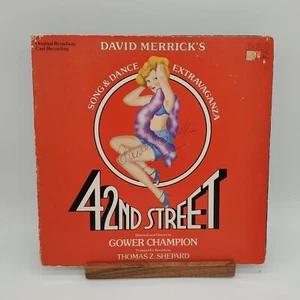 Original Broadway
Cast Recording
DAVID MERRICK'S
SONG & DANCE
EXTRAVAGANZA
42ND STREET
Directed and Choreographed by
GOWER CHAMPION
Produced for Records by
THOMAS Z. SHEPARD